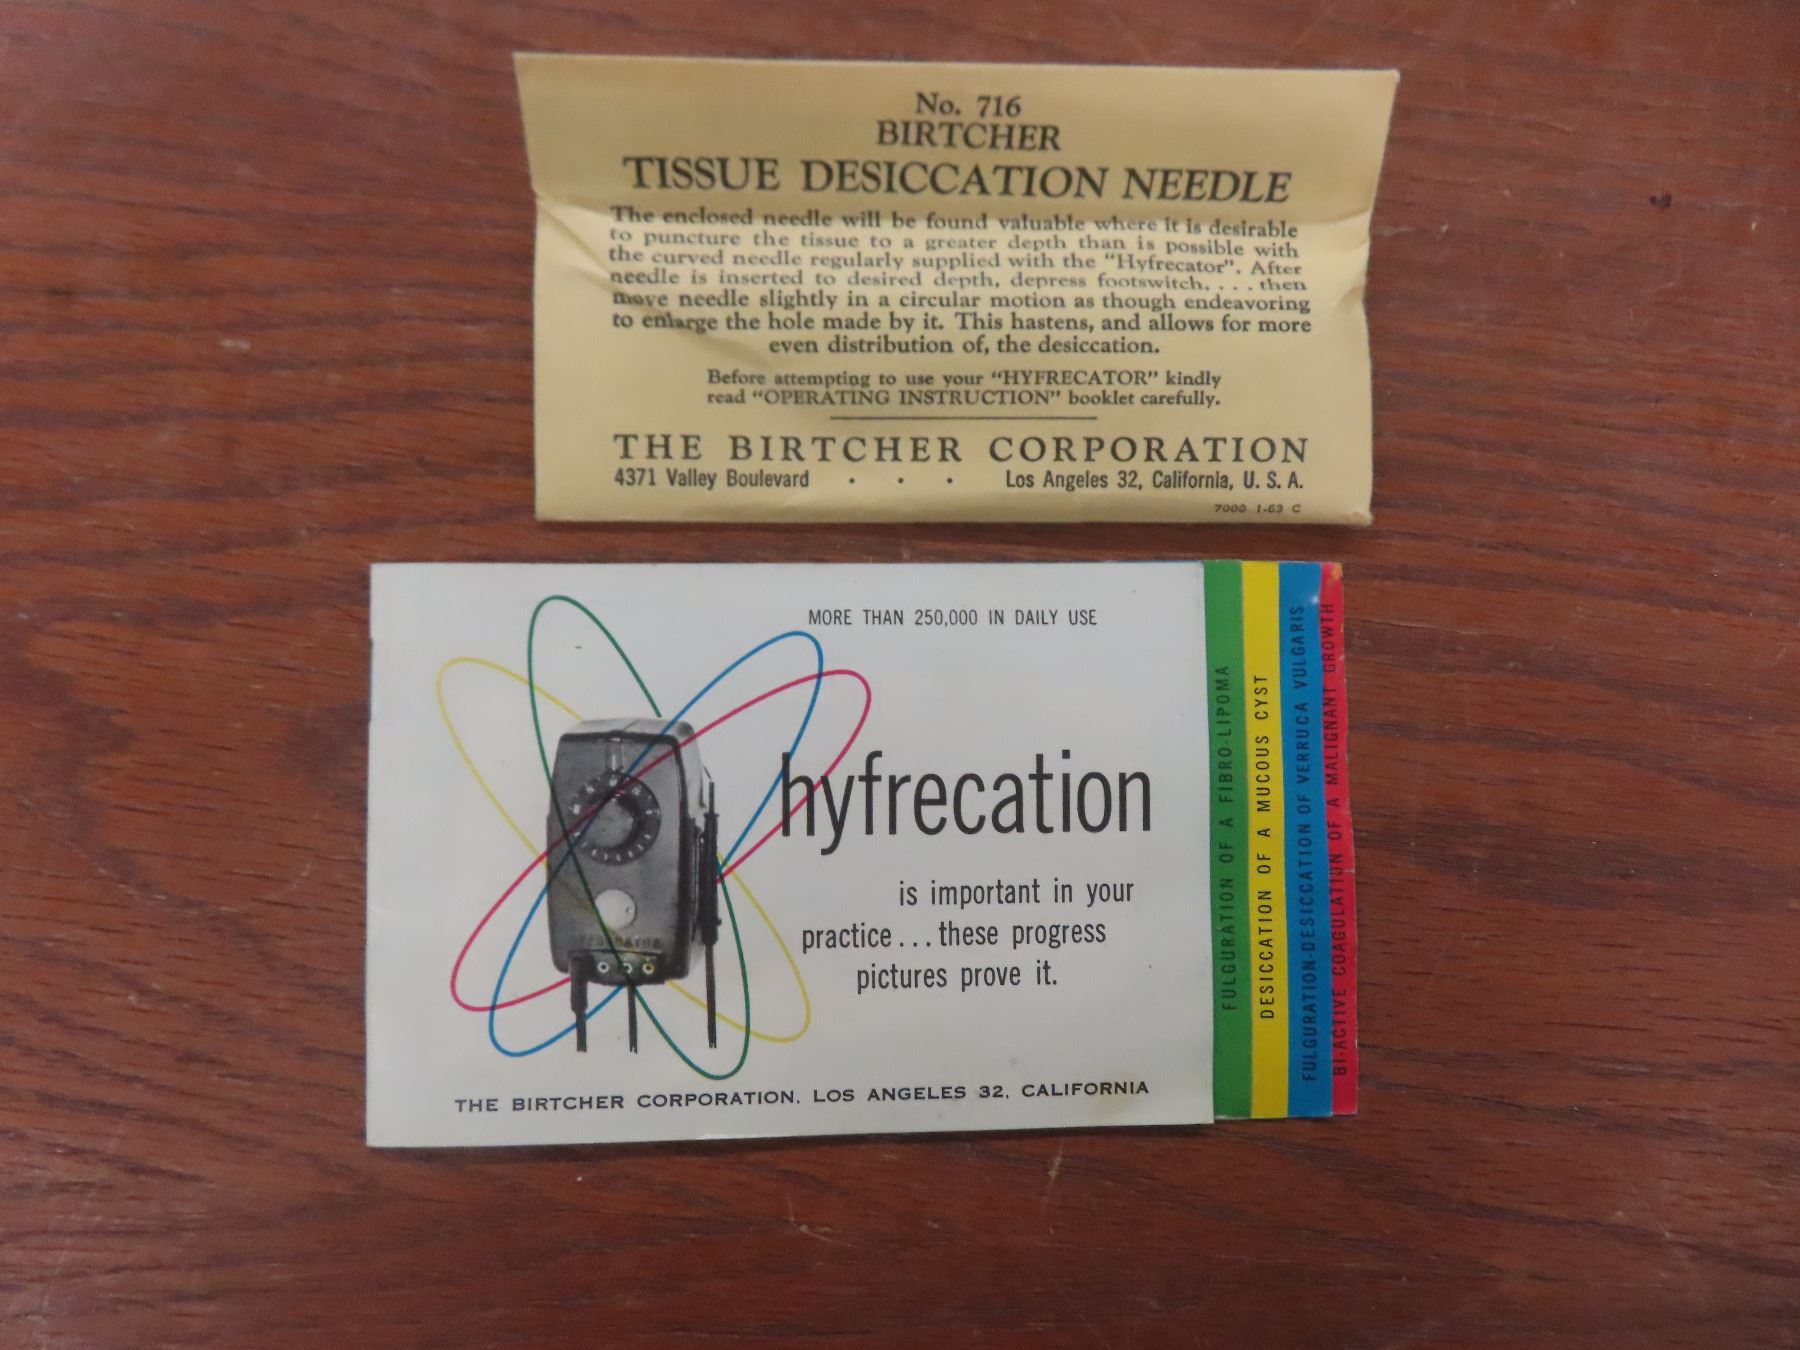 No. 716
BIRTCHER
TISSUE DESICCATION NEEDLE
The enclosed needle will be found valuable where it is desirable
to puncture the tissue to a greater depth than is possible with
the curved needle regularly supplied with the "Hyfrecator". After
needle is inserted to desired depth, depress footswitch. . . . then
move needle slightly in a circular motion as though endeavoring
to enlarge the hole made by it. This hastens, and allows for more
even distribution of, the desiccation.
Before attempting to use your "HYFRECATOR" kindly
read "OPERATING INSTRUCTION" booklet carefully.
THE BIRTCHER CORPORATION
4371 Valley Boulevard . . . Los Angeles 32, California, U. S. A.
7000 1-63 C
MORE THAN 250,000 IN DAILY USE
hyfrecation
is important in your
practice...these progress
pictures prove it.
HYFRECATOR
THE BIRTCHER CORPORATION, LOS ANGELES 32, CALIFORNIA
FULGURATION OF A FIBRO-LIPOMA
DESICCATION OF A MUCOUS CYST
FULGURATION-DESICCATION OF VERRUCA VULGARIS
BI-ACTIVE COAGULATION OF A MALIGNANT GROWTH